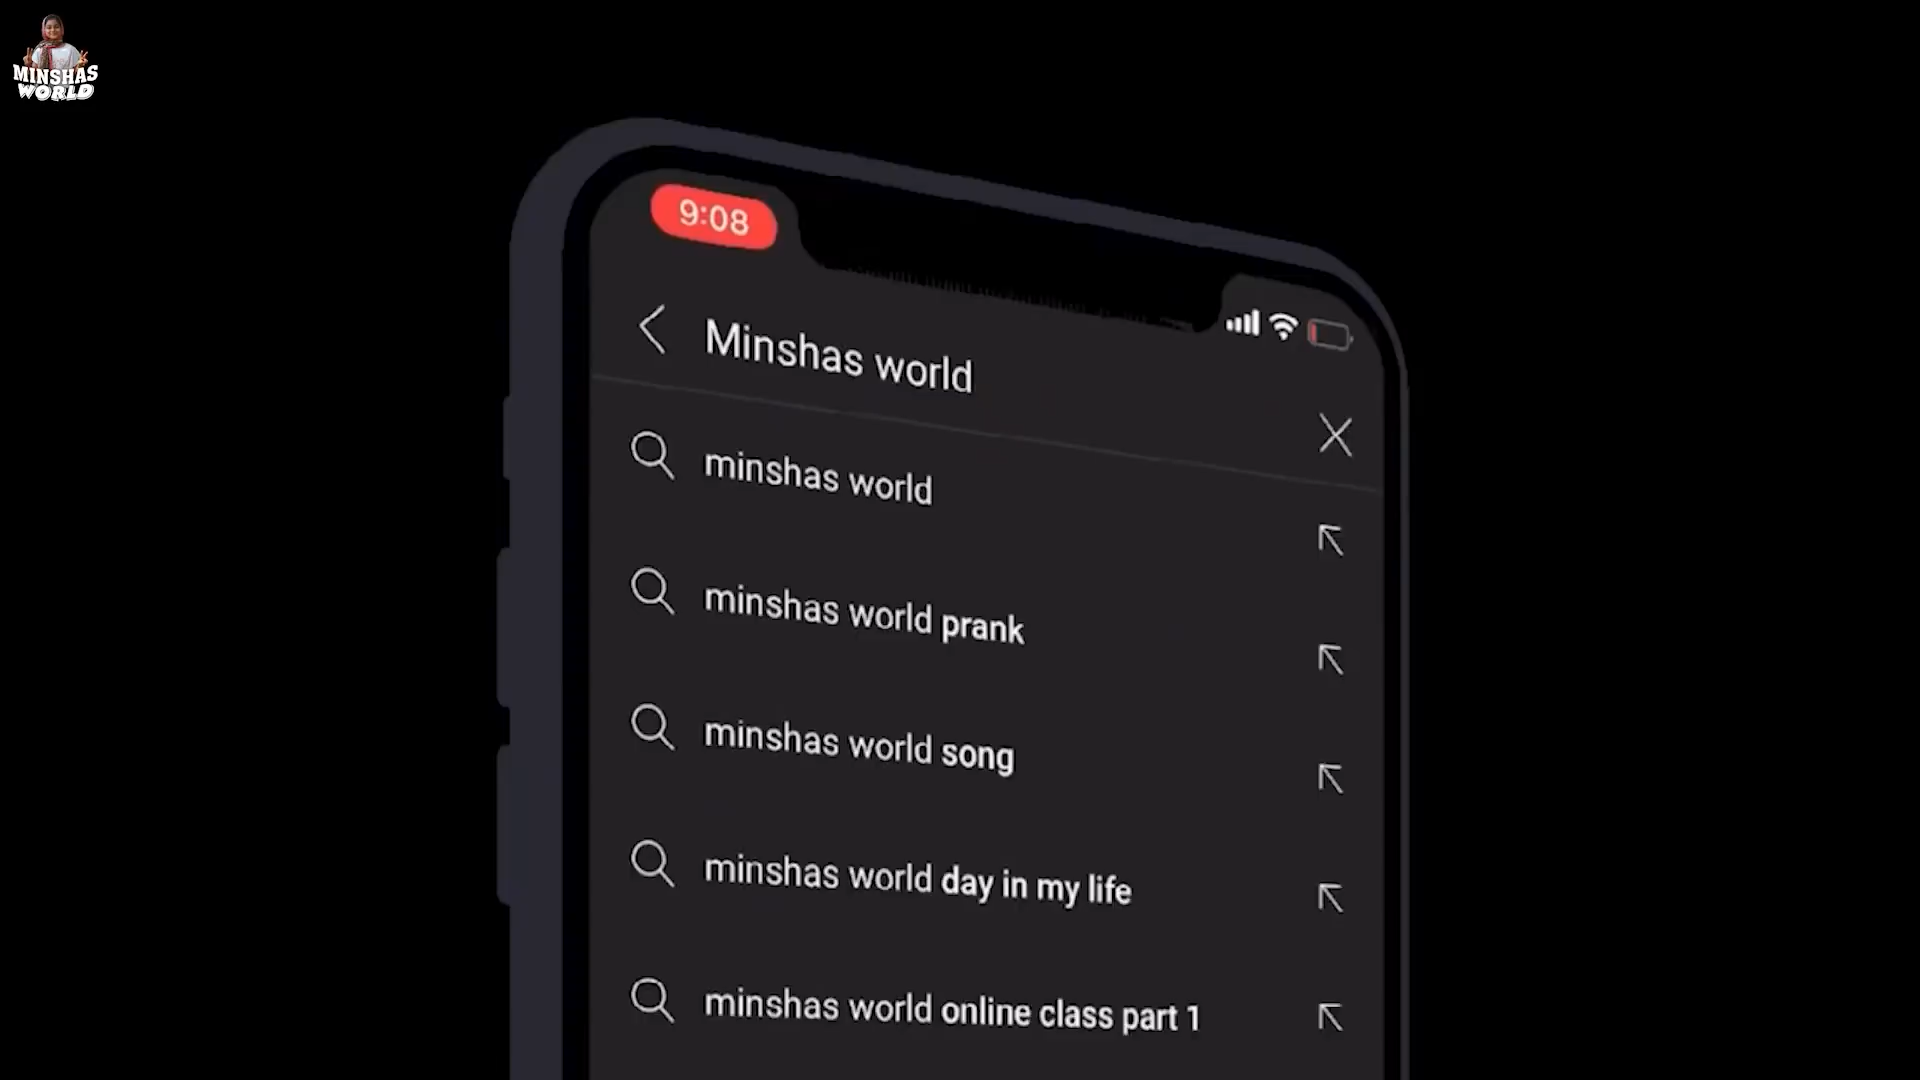 MINSHAS
WORLD
9:08
Minshas world
minshas world
minshas world prank
minshas world song
minshas world day in my life
minshas world online class part 1